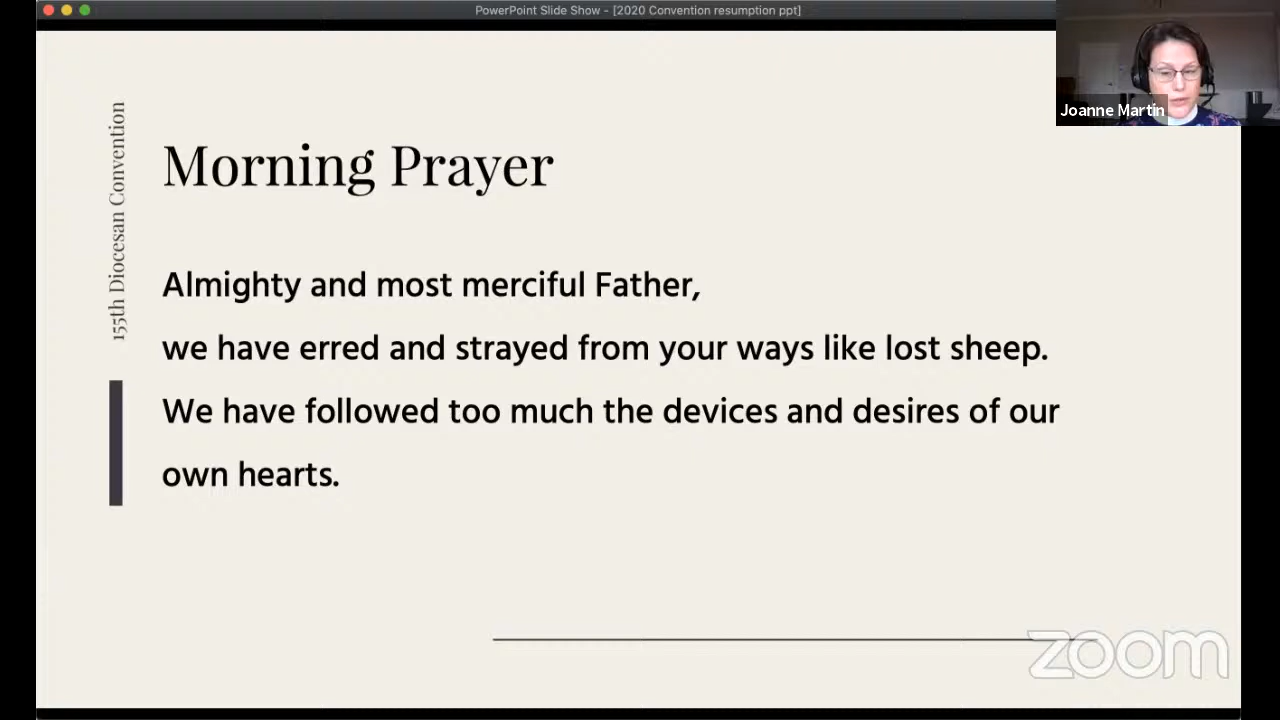 PowerPoint Slide Show - [2020 Convention resumption ppt]
Joanne Martin
155th Diocesan Convention
Morning Prayer
Almighty and most merciful Father,
we have erred and strayed from your ways like lost sheep.
We have followed too much the devices and desires of our
own hearts.
zoom